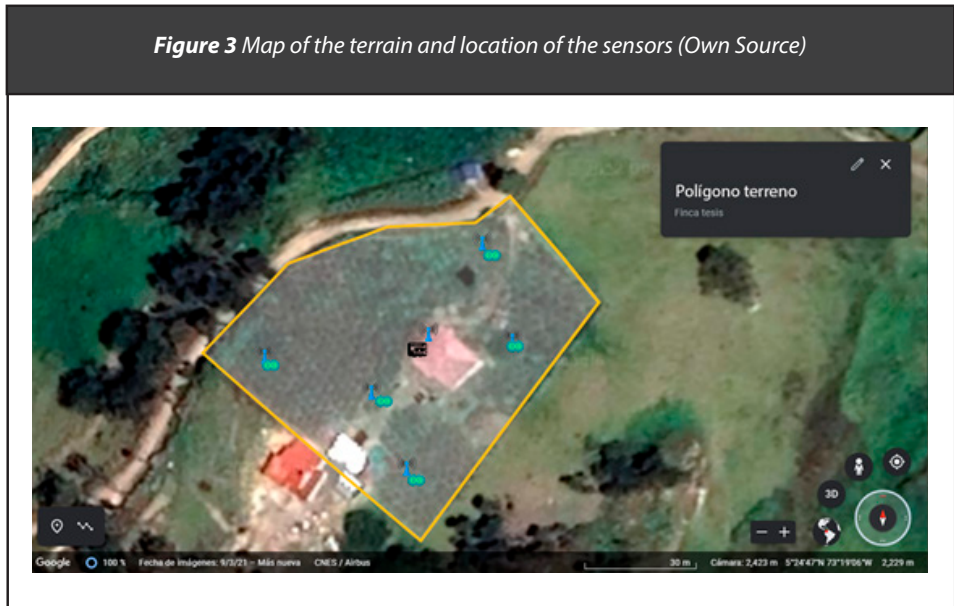 Figure 3 Map of the terrain and location of the sensors (Own Source)
Polígono terreno
Finca tesis
3D
Google 100 % Fecha de imágenes: 9/3/21 – Más nueva CNES / Airbus 30 m Cámara: 2,423 m 5°24'47"N 73°19'06"W 2,229 m